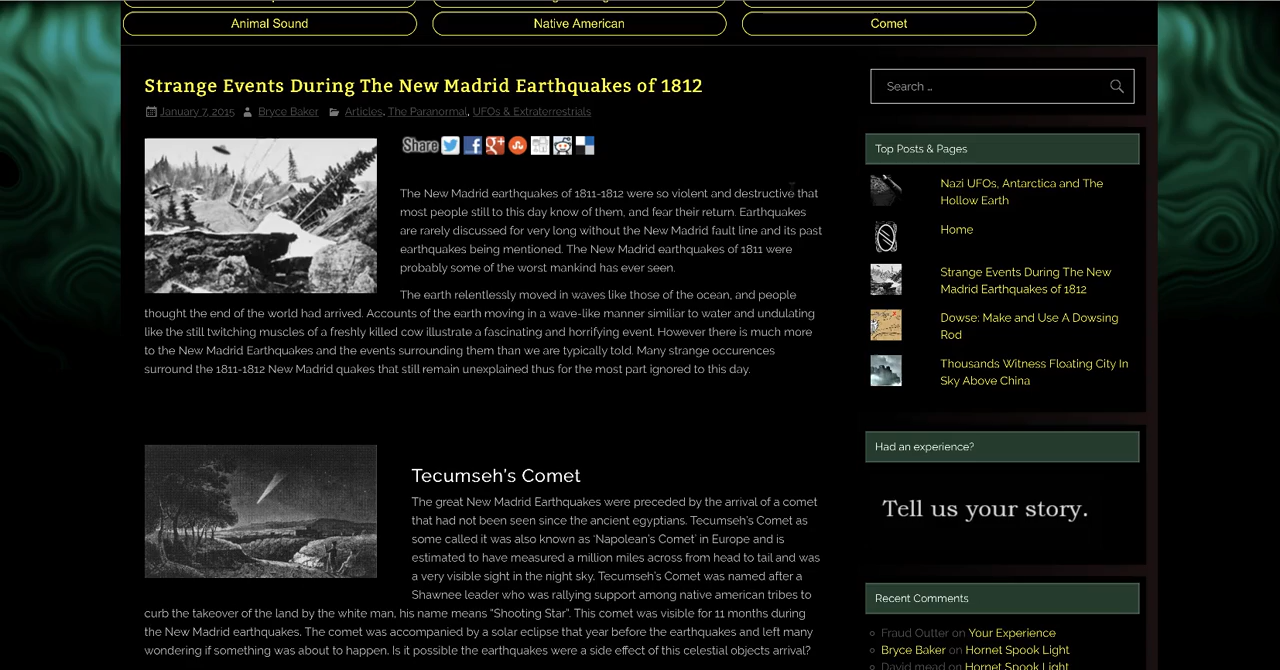 Animal Sound
Native American
Comet
Strange Events During The New Madrid Earthquakes of 1812
January 7, 2015 Bryce Baker Articles, The Paranormal, UFOs & Extraterrestrials
Share
The New Madrid earthquakes of 1811-1812 were so violent and destructive that
most people still to this day know of them, and fear their return. Earthquakes
are rarely discussed for very long without the New Madrid fault line and its past
earthquakes being mentioned. The New Madrid earthquakes of 1811 were
probably some of the worst mankind has ever seen.
The earth relentlessly moved in waves like those of the ocean, and people
thought the end of the world had arrived. Accounts of the earth moving in a wave-like manner similiar to water and undulating
like the still twitching muscles of a freshly killed cow illustrate a fascinating and horrifying event. However there is much more
to the New Madrid Earthquakes and the events surrounding them than we are typically told. Many strange occurences
surround the 1811-1812 New Madrid quakes that still remain unexplained thus for the most part ignored to this day.
Tecumseh's Comet
The great New Madrid Earthquakes were preceded by the arrival of a comet
that had not been seen since the ancient egyptians. Tecumseh's Comet as
some called it was also known as 'Napolean's Comet' in Europe and is
estimated to have measured a million miles across from head to tail and was
a very visible sight in the night sky. Tecumseh's Comet was named after a
Shawnee leader who was rallying support among native american tribes to
curb the takeover of the land by the white man, his name means "Shooting Star". This comet was visible for 11 months during
the New Madrid earthquakes. The comet was accompanied by a solar eclipse that year before the earthquakes and left many
wondering if something was about to happen. Is it possible the earthquakes were a side effect of this celestial objects arrival?
Search …
Top Posts & Pages
Nazi UFOs, Antarctica and The
Hollow Earth
Home
Strange Events During The New
Madrid Earthquakes of 1812
Dowse: Make and Use A Dowsing
Rod
Thousands Witness Floating City In
Sky Above China
Had an experience?
Tell us your story.
Recent Comments
Fraud Outter on Your Experience
Bryce Baker on Hornet Spook Light
David mead on Hornet Spook Light